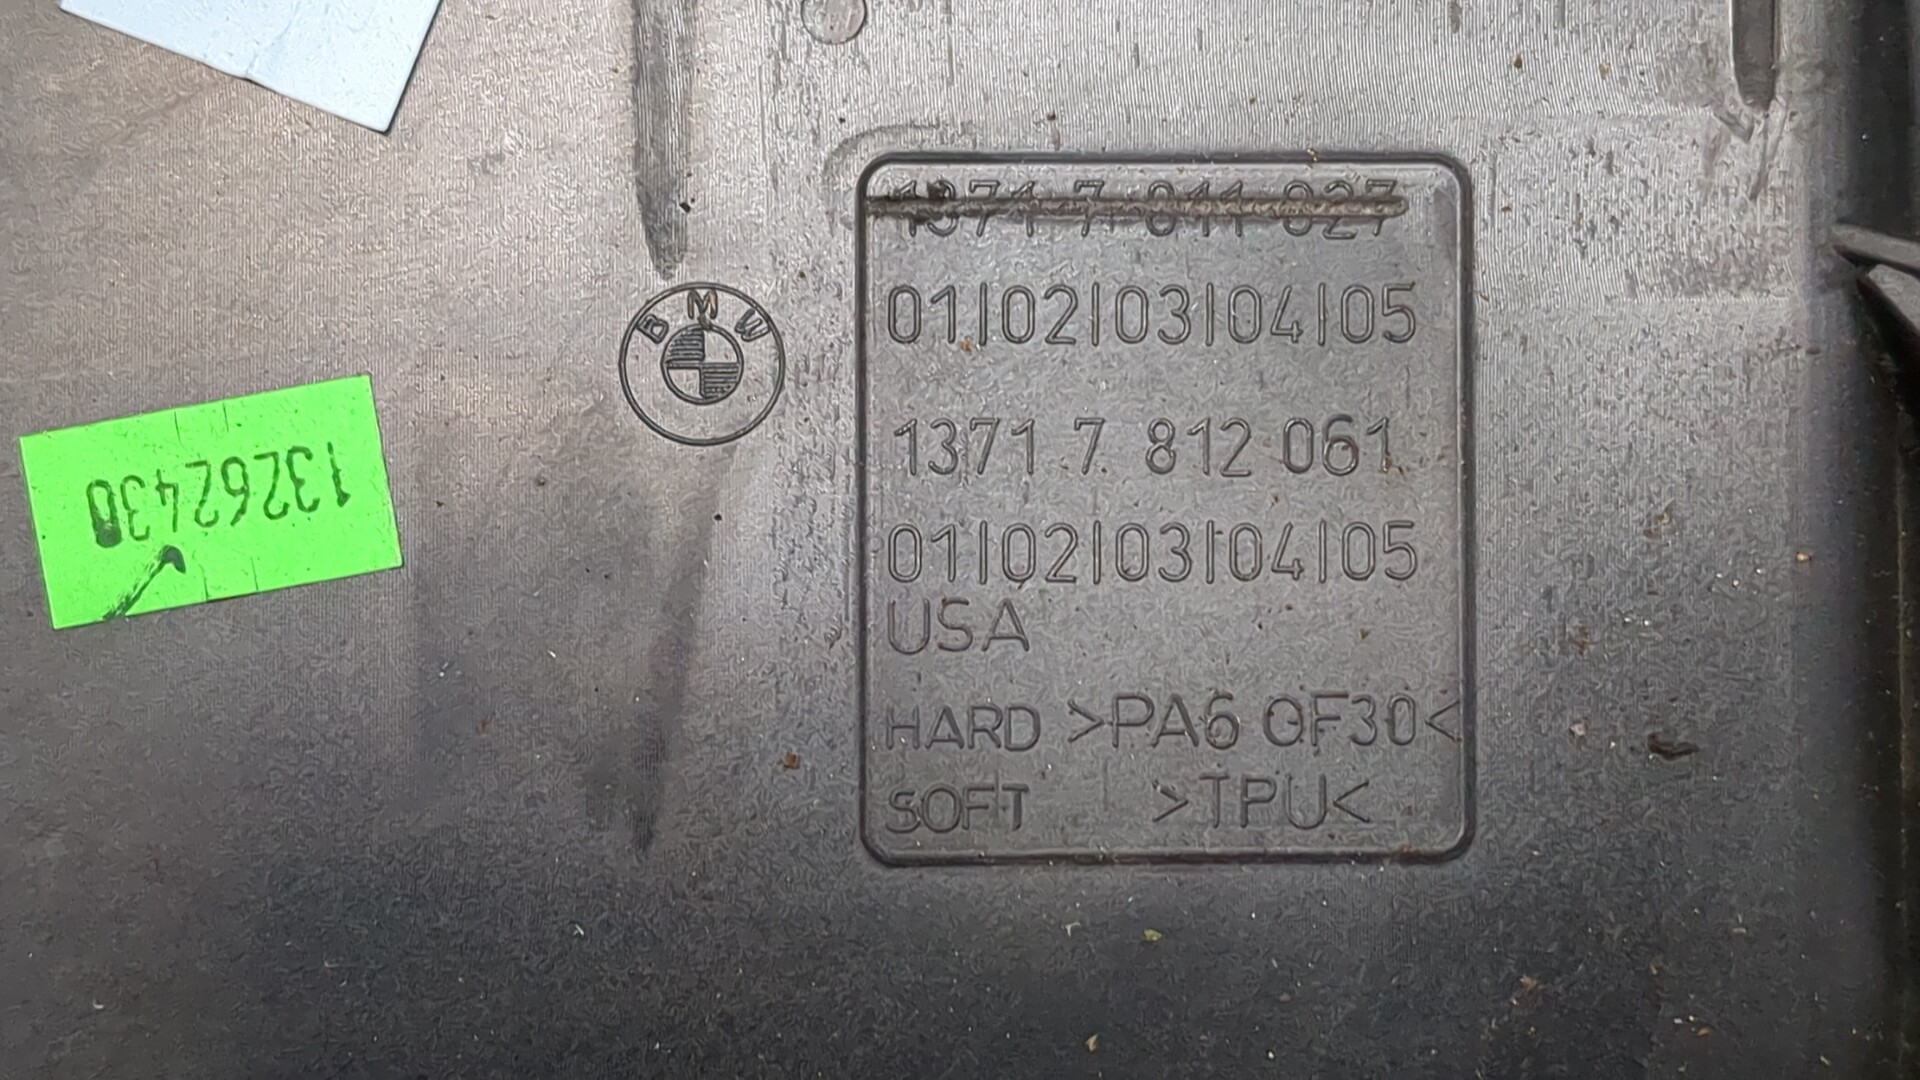 BMW
1371 7 811 027
01|02|03|04|05
1371 7 812 061
01|02|03|04|05
USA
HARD >PA6 GF30<
SOFT >TPU<
13262430